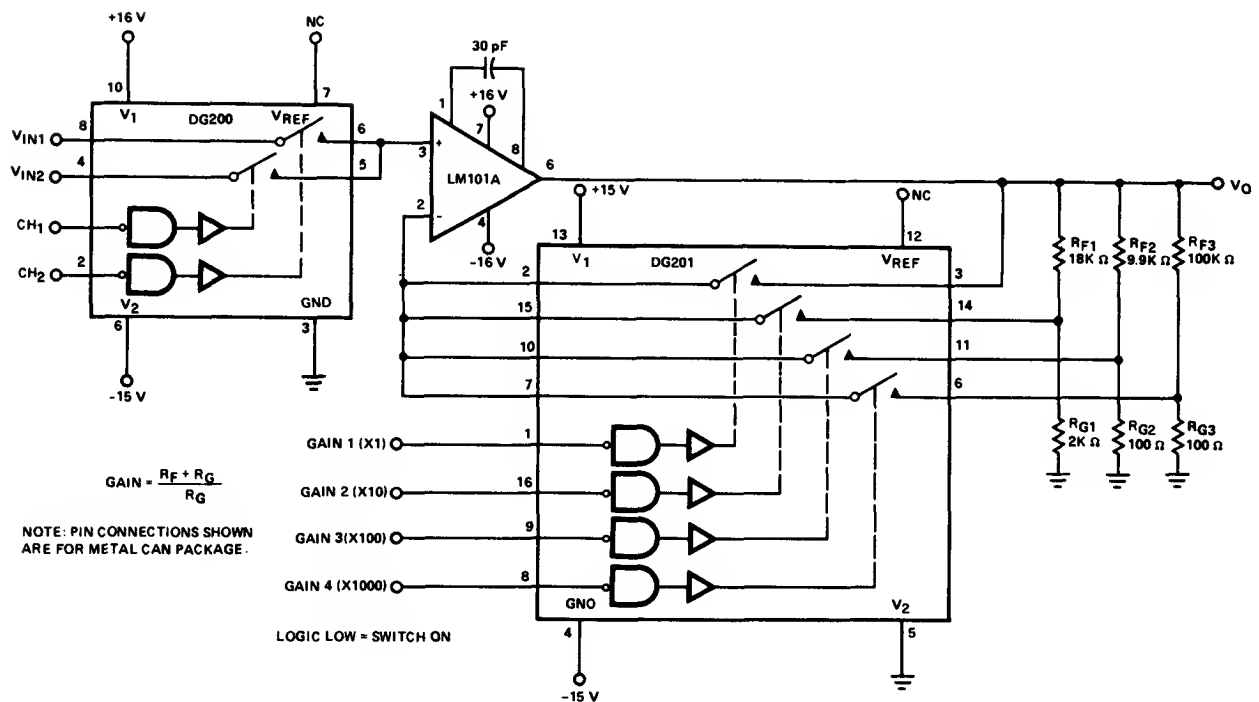 +16 V
NC
30 pF
10
7
1
+16 V
V1
DG200
VREF
7
VIN1
8
6
8
3
+
6
VIN2
4
5
LM101A
VO
+15 V
NC
CH1
2
-
4
13
12
RF1
18K Ω
RF2
9.9K Ω
RF3
100K Ω
CH2
2
-16 V
V1
DG201
VREF
V2
GND
2
3
6
3
15
14
10
11
-15 V
7
6
RG1
2K Ω
RG2
100 Ω
RG3
100 Ω
GAIN 1 (X1)
1
GAIN = RF + RG / RG
GAIN 2 (X10)
16
NOTE: PIN CONNECTIONS SHOWN
ARE FOR METAL CAN PACKAGE.
GAIN 3(X100)
9
GAIN 4 (X1000)
8
GNO
V2
LOGIC LOW = SWITCH ON
4
5
-15 V